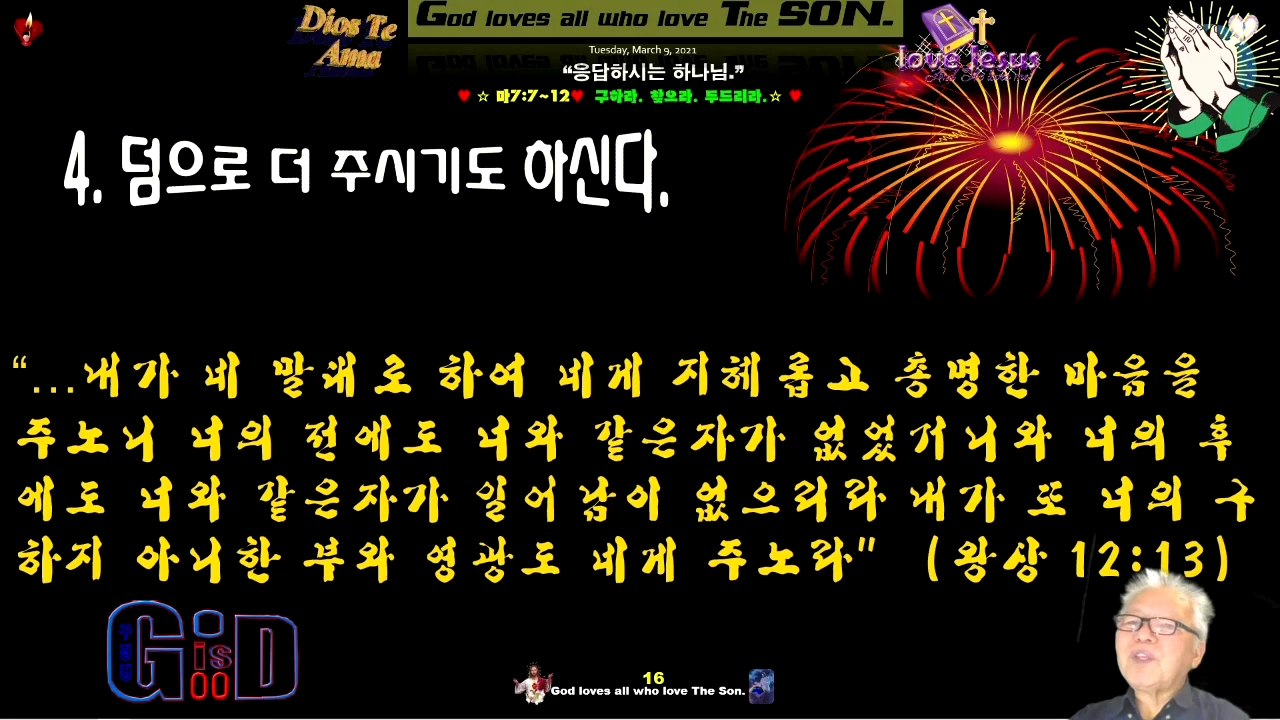 Dios Te
Ama
God loves all who love The SON.
love Jesus
Tuesday, March 9, 2021
“응답하시는 하나님.”
♥ ☆ 마7:7~12♥ 구하라. 찾으라. 두드리라.☆ ♥
4. 덤으로 더 주시기도 하신다.
“...내가 네 말대로 하여 네게 지혜롭고 총명한 마음을
주노니 너의 전에도 너와 같은자가 없었거니와 너의 후
에도 너와 같은자가 일어남이 없으리라 내가 또 너의 구
하지 아니한 부와 영광도 네게 주노라” (왕상 12:13)
GOD
is
16
God loves all who love The Son.